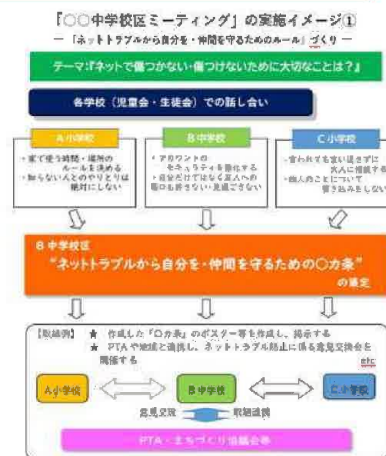 「○○中学校区ミーティング」の実施イメージ①
―「ネットトラブルから自分を・仲間を守るためのルール」づくり ―
テーマ:『ネットで傷つかない・傷つけないために大切なことは?』
各学校(児童会・生徒会)での話し合い
A小学校
・家で使う時間・場所の
ルールを決める
・知らない人とのやりとりは
絶対にしない
B中学校
・アカウントの
セキュリティを強化する
・自分だけではなく友人への
悪口も許さない・見過ごさない
C小学校
・言われても言い返さずに
大人に相談する
・他人のことについて
書き込みをしない
B中学校区
"ネットトラブルから自分を・仲間を守るための○カ条"
の策定
【取組例】 ★ 作成した「○カ条」のポスター等を作成し、掲示する
★ PTAや地域と連携し、ネットトラブル防止に係る意見交換会を
開催する
etc
A小学校
B中学校
C小学校
意見交流
取組連携
PTA・まちづくり協議会等